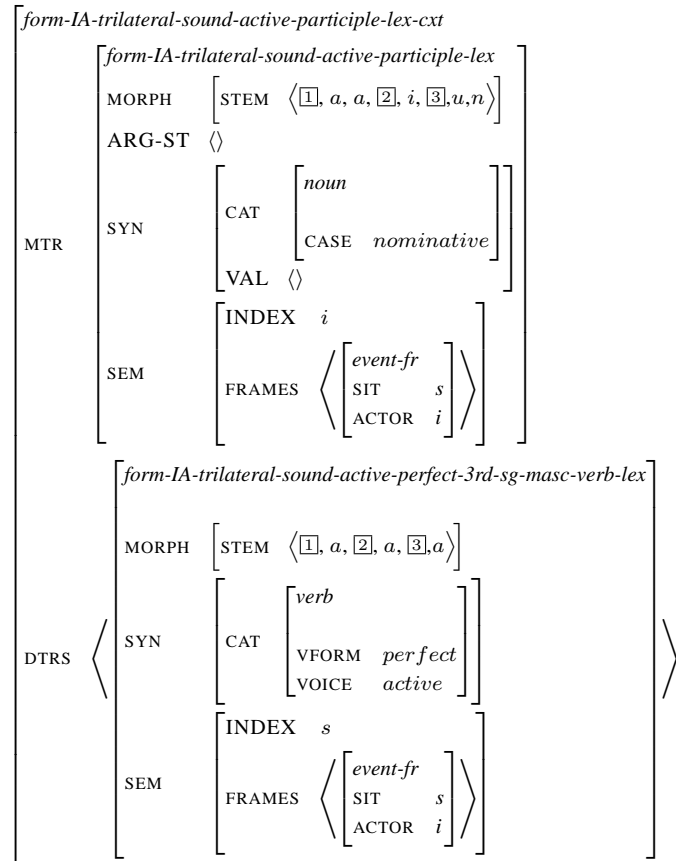 form-IA-trilateral-sound-active-participle-lex-cxt
form-IA-trilateral-sound-active-participle-lex
MORPH [STEM ⟨[1], a, a, [2], i, [3],u,n⟩]
ARG-ST ⟨⟩
noun
MTR SYN CAT
CASE nominative
VAL ⟨⟩
INDEX i
event-fr
SEM FRAMES SIT s
ACTOR i
form-IA-trilateral-sound-active-perfect-3rd-sg-masc-verb-lex
MORPH [STEM ⟨[1], a, [2], a, [3],a⟩]
verb
SYN CAT
VFORM perfect
DTRS VOICE active
INDEX s
event-fr
SEM FRAMES SIT s
ACTOR i